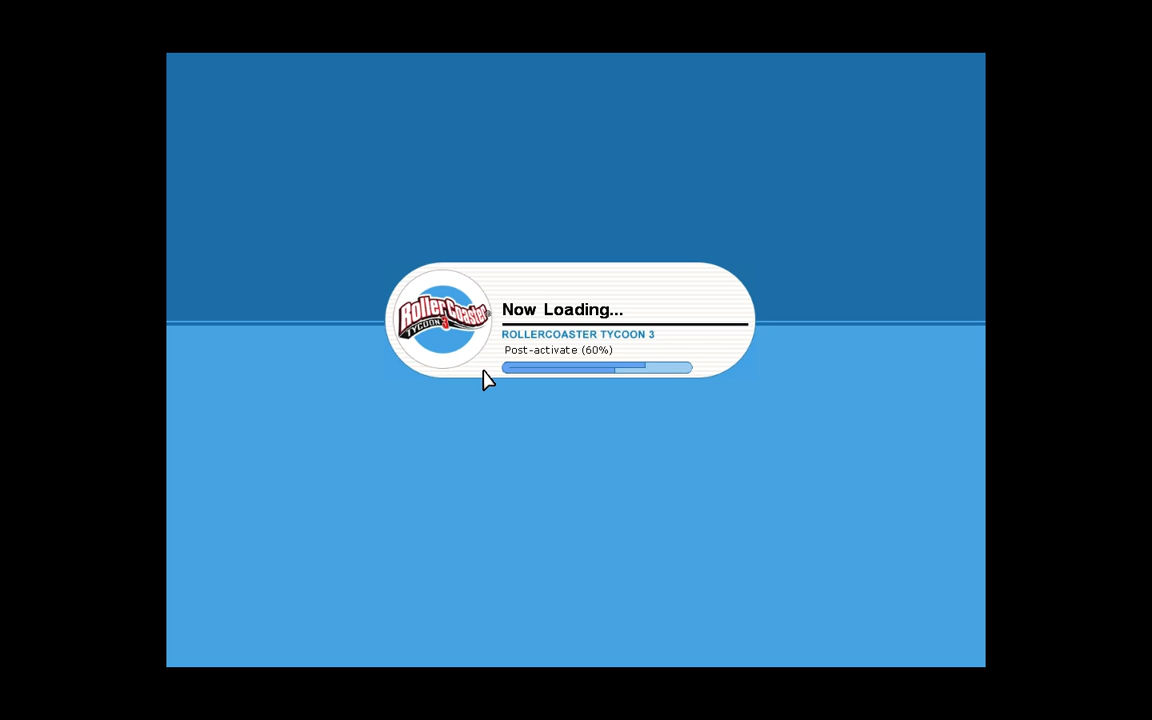 RollerCoaster
TYCOON 3
Now Loading...
ROLLERCOASTER TYCOON 3
Post-activate (60%)